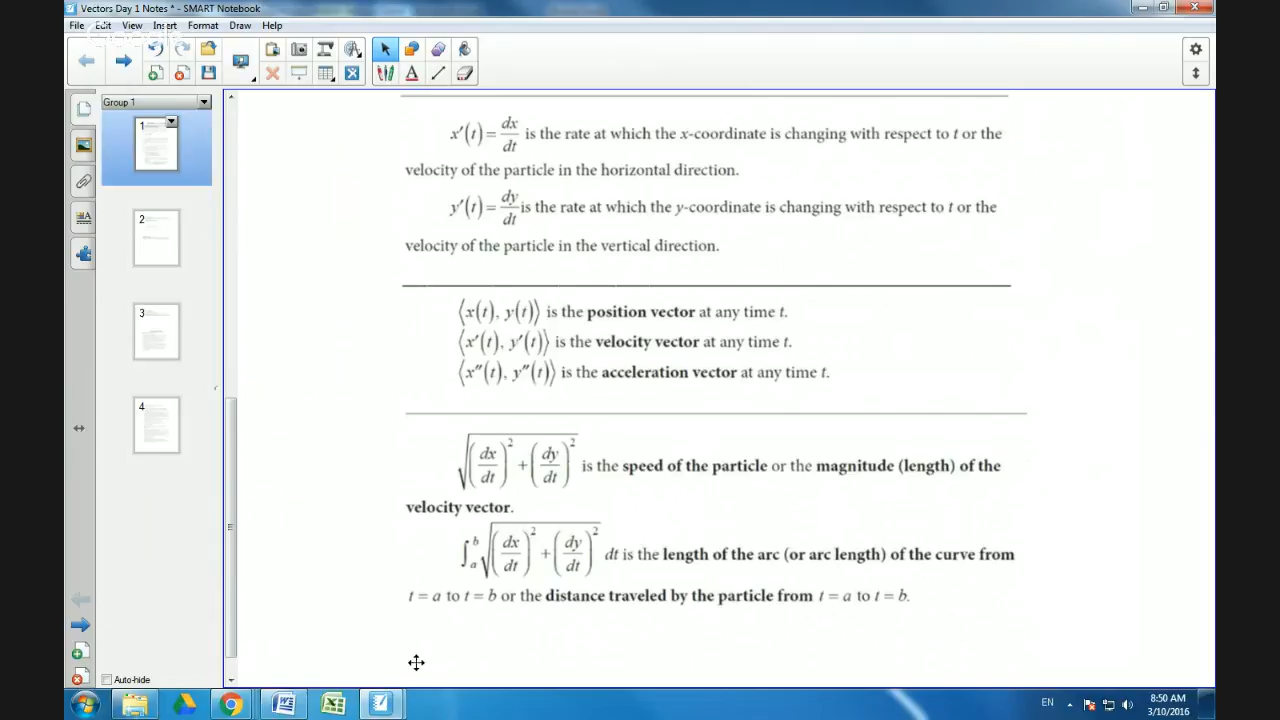 Vectors Day 1 Notes * - SMART Notebook
File Edit View Insert Format Draw Help
Group 1
1
2
3
4
x′(t) = dx/dt is the rate at which the x-coordinate is changing with respect to t or the
velocity of the particle in the horizontal direction.
y′(t) = dy/dt is the rate at which the y-coordinate is changing with respect to t or the
velocity of the particle in the vertical direction.
⟨x(t), y(t)⟩ is the position vector at any time t.
⟨x′(t), y′(t)⟩ is the velocity vector at any time t.
⟨x″(t), y″(t)⟩ is the acceleration vector at any time t.
√((dx/dt)² + (dy/dt)²) is the speed of the particle or the magnitude (length) of the
velocity vector.
∫ₐᵇ √((dx/dt)² + (dy/dt)²) dt is the length of the arc (or arc length) of the curve from
t = a to t = b or the distance traveled by the particle from t = a to t = b.
Auto-hide
EN
8:50 AM
3/10/2016